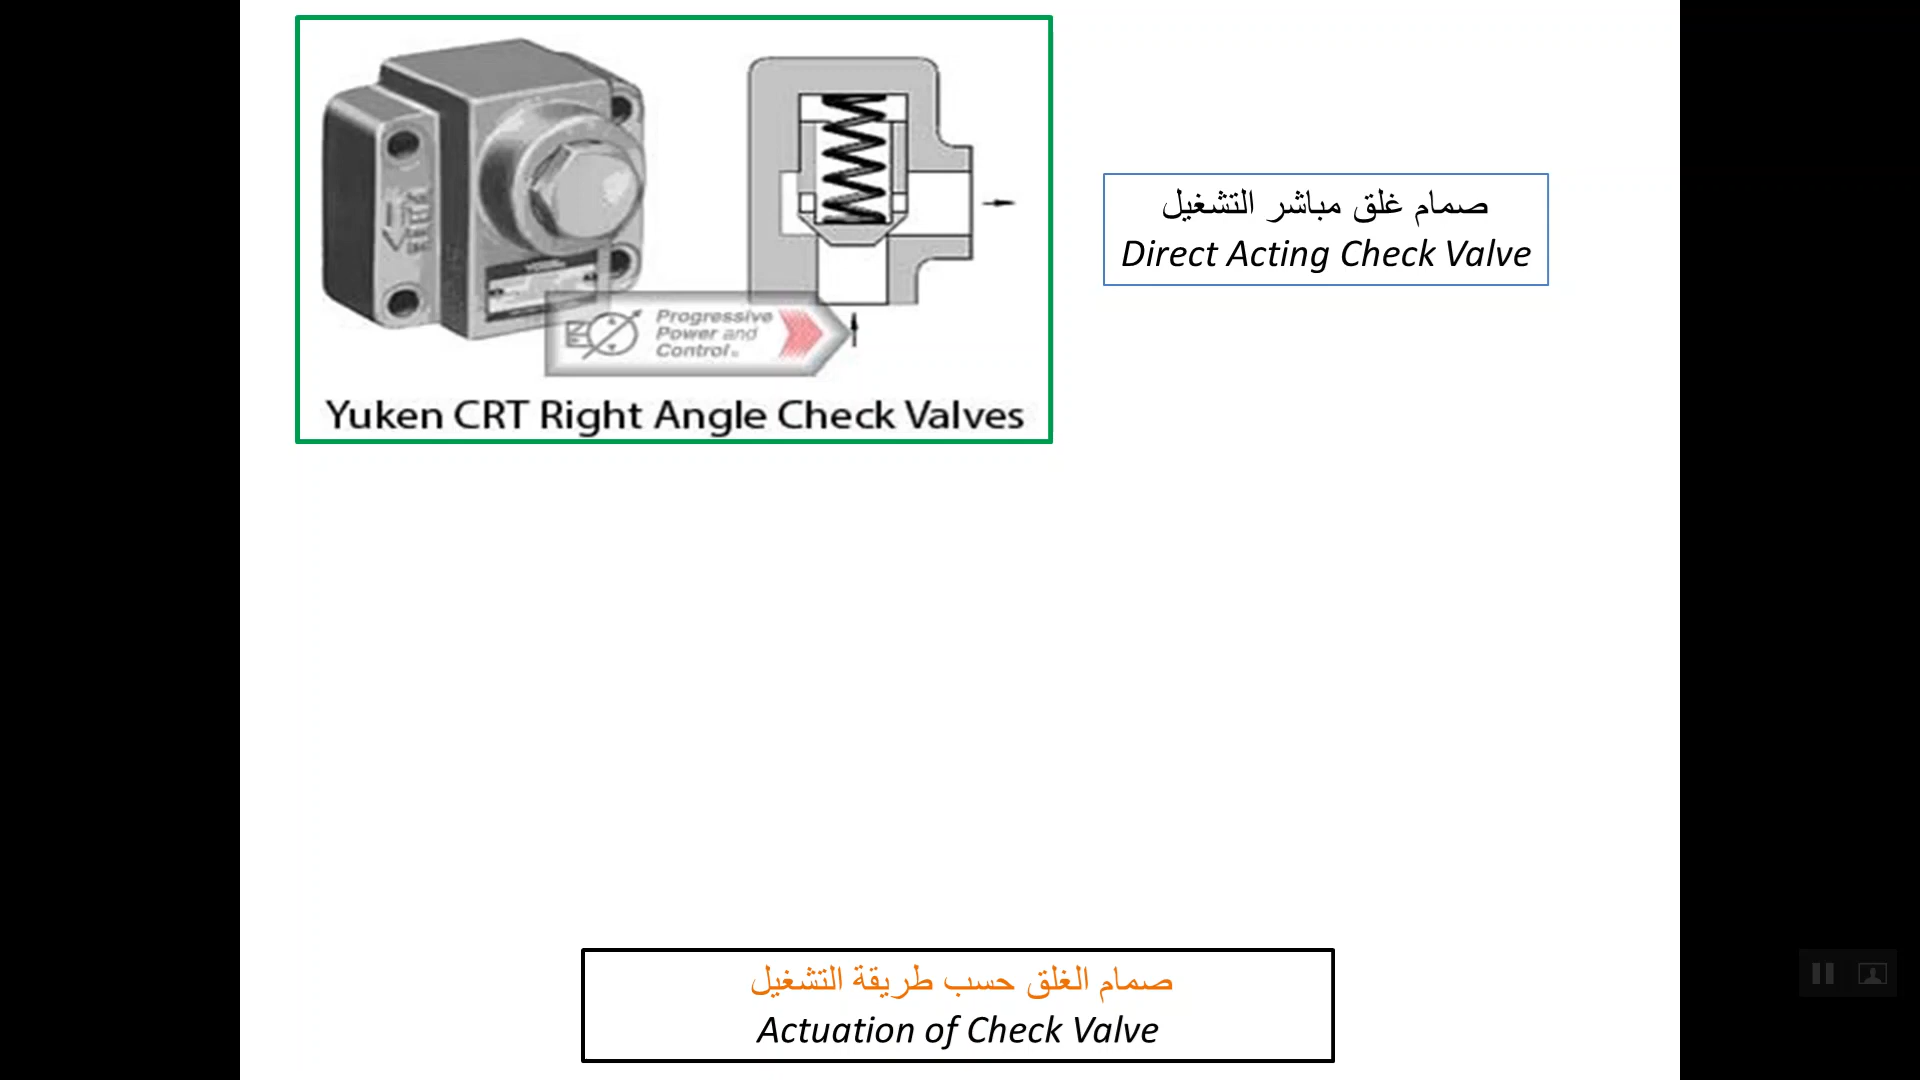 Progressive
Power and
Control
Yuken CRT Right Angle Check Valves
صمام غلق مباشر التشغيل
Direct Acting Check Valve
صمام الغلق حسب طريقة التشغيل
Actuation of Check Valve